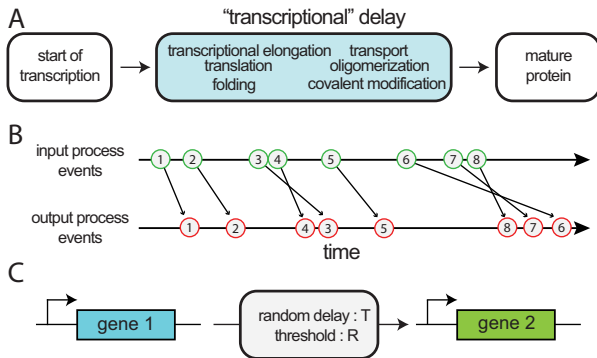 A
“transcriptional” delay
start of
transcription
transcriptional elongation
translation
folding
transport
oligomerization
covalent modification
mature
protein
B
input process
events
1 2 3 4 5 6 7 8
output process
events
1 2 4 3 5 8 7 6
time
C
gene 1
random delay : T
threshold : R
gene 2